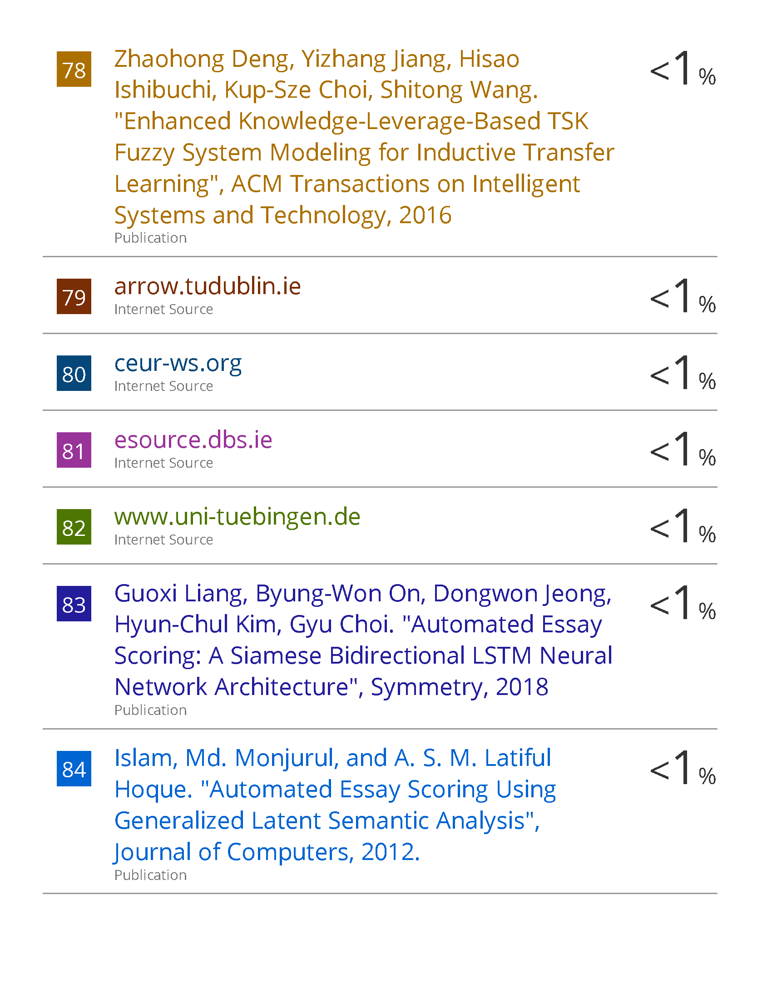 78
Zhaohong Deng, Yizhang Jiang, Hisao
Ishibuchi, Kup-Sze Choi, Shitong Wang.
"Enhanced Knowledge-Leverage-Based TSK
Fuzzy System Modeling for Inductive Transfer
Learning", ACM Transactions on Intelligent
Systems and Technology, 2016
Publication
<1%
79
arrow.tudublin.ie
Internet Source
<1%
80
ceur-ws.org
Internet Source
<1%
81
esource.dbs.ie
Internet Source
<1%
82
www.uni-tuebingen.de
Internet Source
<1%
83
Guoxi Liang, Byung-Won On, Dongwon Jeong,
Hyun-Chul Kim, Gyu Choi. "Automated Essay
Scoring: A Siamese Bidirectional LSTM Neural
Network Architecture", Symmetry, 2018
Publication
<1%
84
Islam, Md. Monjurul, and A. S. M. Latiful
Hoque. "Automated Essay Scoring Using
Generalized Latent Semantic Analysis",
Journal of Computers, 2012.
Publication
<1%